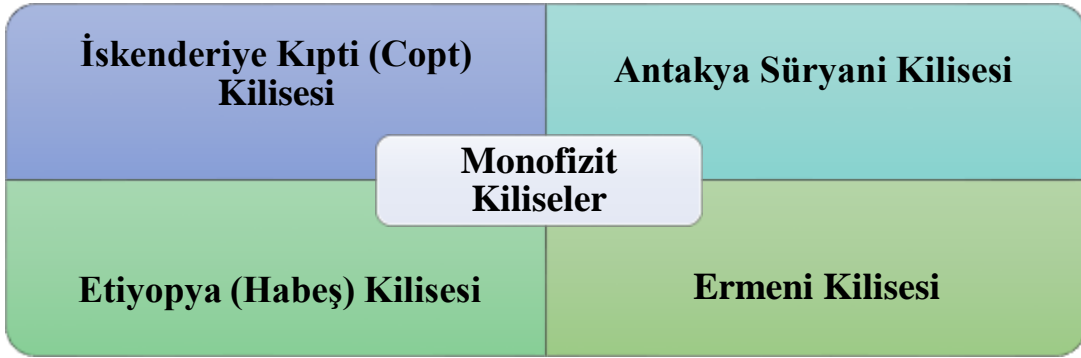 İskenderiye Kıpti (Copt)
Kilisesi
Antakya Süryani Kilisesi
Monofizit
Kiliseler
Etiyopya (Habeş) Kilisesi
Ermeni Kilisesi